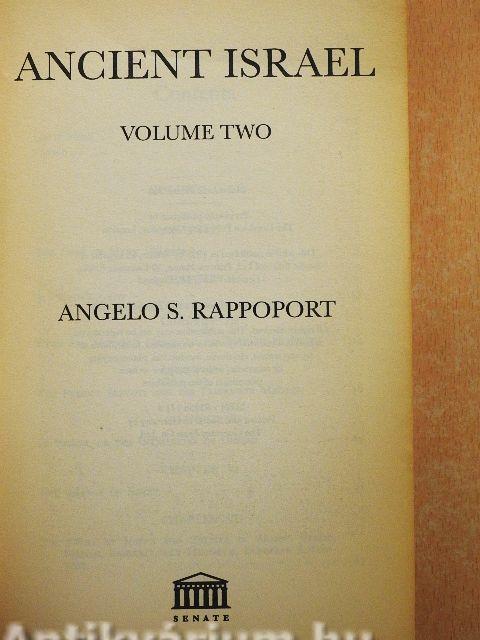 ANCIENT ISRAEL
VOLUME TWO
ANGELO S. RAPPOPORT
SENATE
Antikvárium.hu